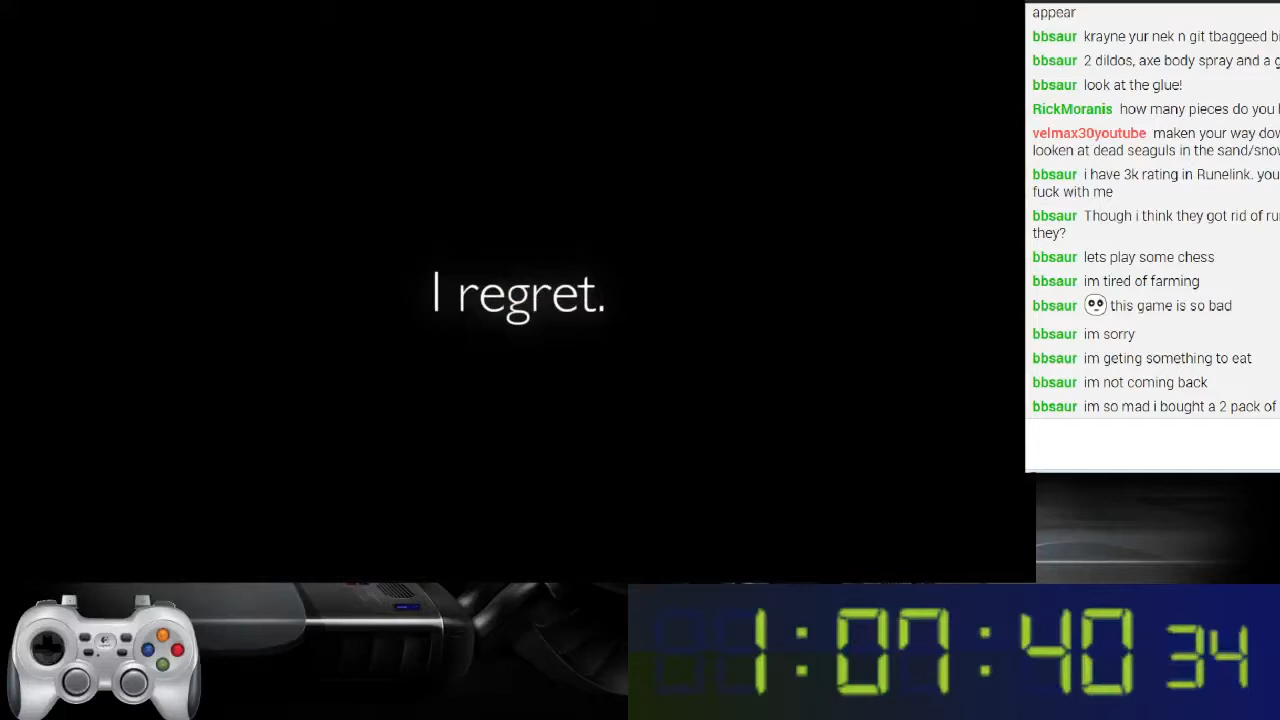 I regret.
appear
bbsaur krayne yur nek n git tbaggeed
bbsaur 2 dildos, axe body spray and a
bbsaur look at the glue!
RickMoranis how many pieces do you
velmax30youtube maken your way
looken at dead seaguls in the
bbsaur i have 3k rating in Runelink. you
fuck with me
bbsaur Though i think they got rid of
they?
bbsaur lets play some chess
bbsaur im tired of farming
bbsaur this game is so bad
bbsaur im sorry
bbsaur im geting something to eat
bbsaur im not coming back
bbsaur im so mad i bought a 2 pack of
1:07:40 34